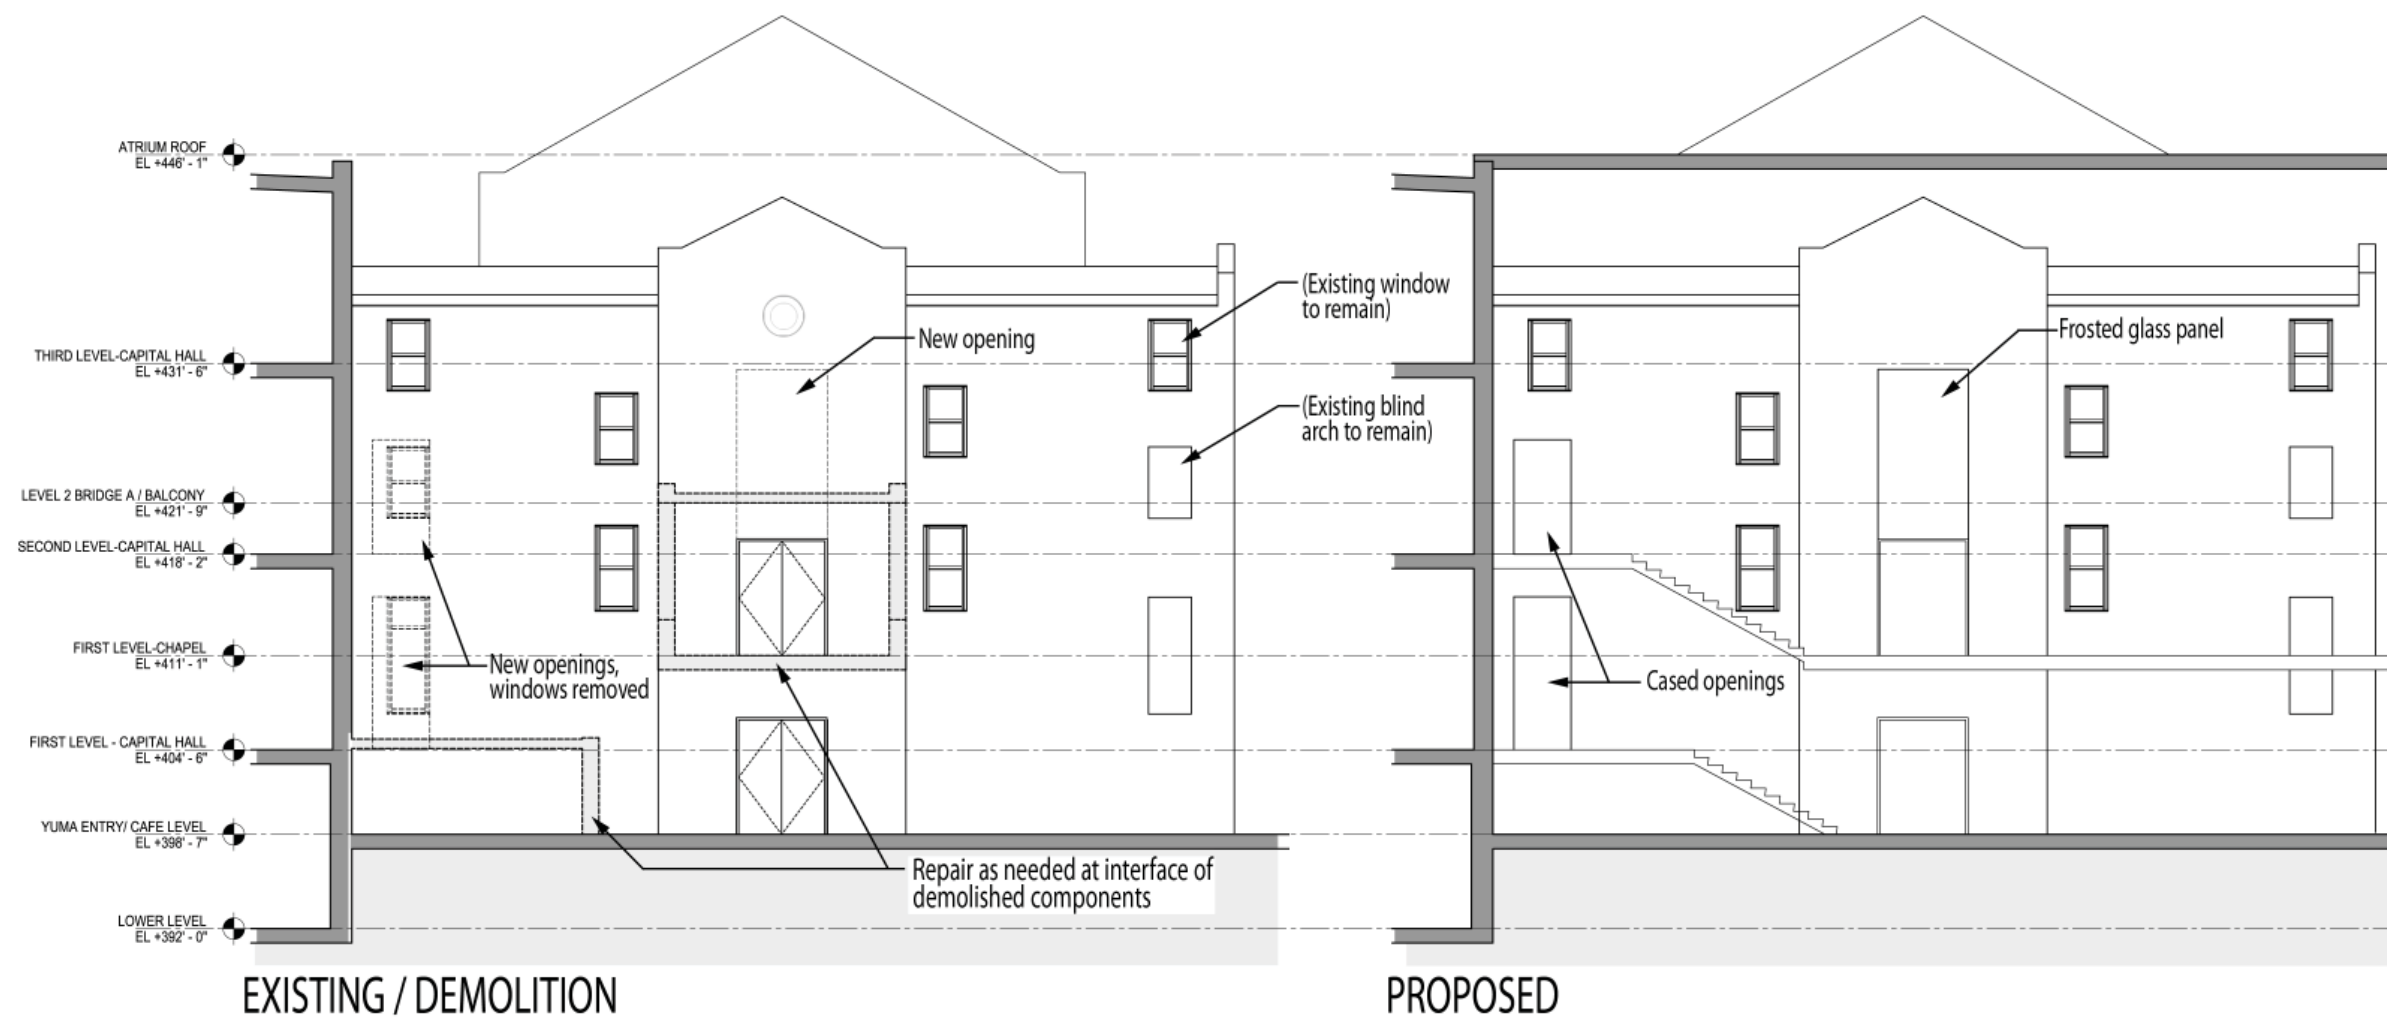 ATRIUM ROOF
EL +446' - 1"
THIRD LEVEL-CAPITAL HALL
EL +431' - 6"
LEVEL 2 BRIDGE A / BALCONY
EL +421' - 9"
SECOND LEVEL-CAPITAL HALL
EL +418' - 2"
FIRST LEVEL-CHAPEL
EL +411' - 1"
FIRST LEVEL - CAPITAL HALL
EL +404' - 6"
YUMA ENTRY/ CAFE LEVEL
EL +398' - 7"
LOWER LEVEL
EL +392' - 0"
New opening
(Existing window
to remain)
(Existing blind
arch to remain)
New openings,
windows removed
Repair as needed at interface of
demolished components
EXISTING / DEMOLITION
Frosted glass panel
Cased openings
PROPOSED